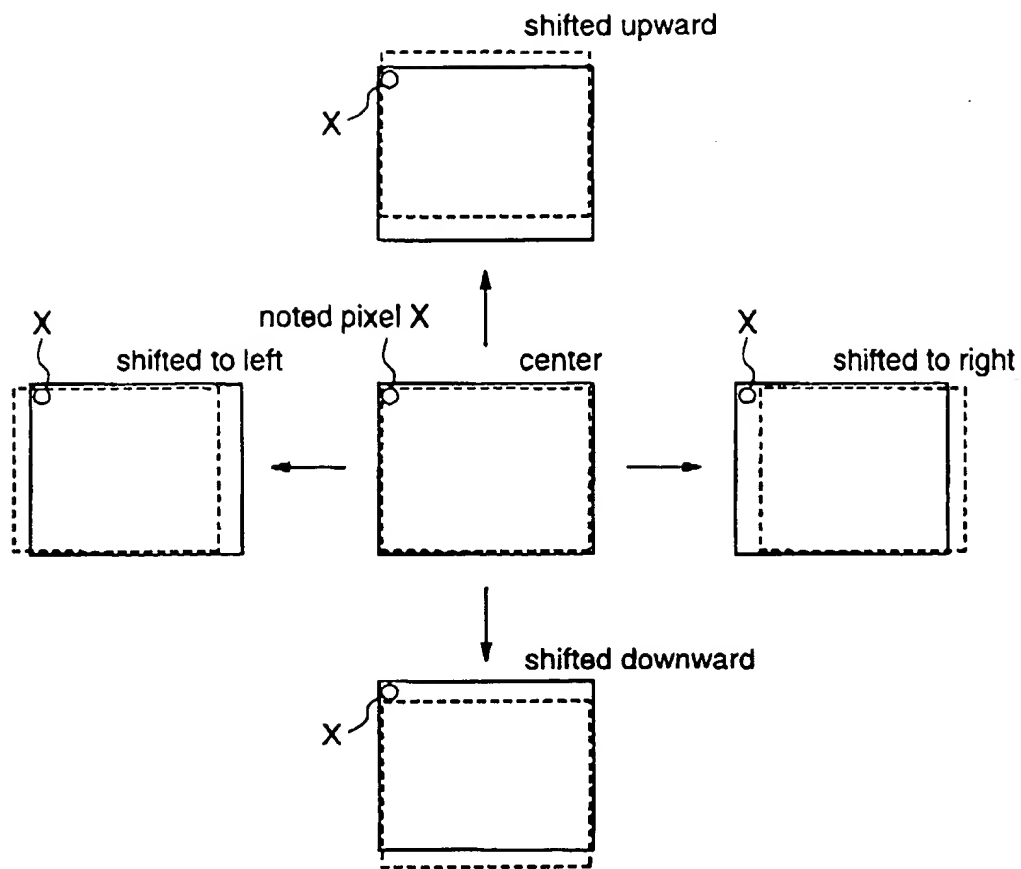 shifted upward
X
noted pixel X
X
shifted to left
center
X
shifted to right
shifted downward
X